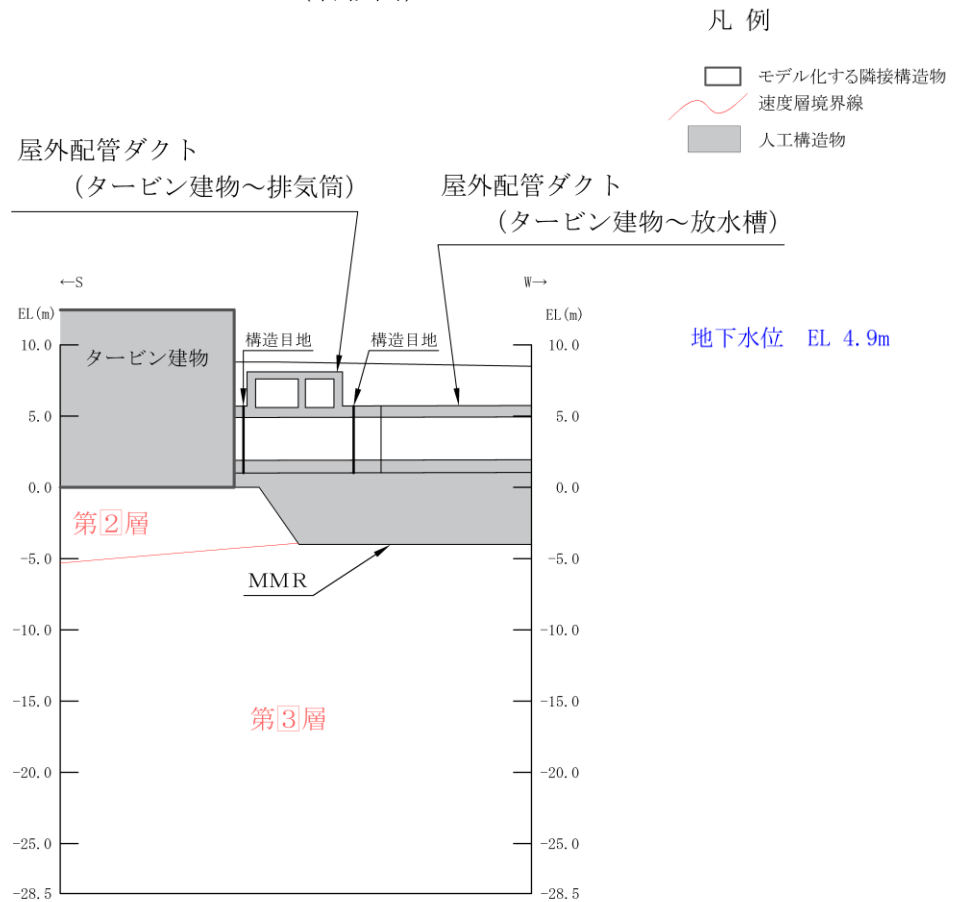 凡 例
モデル化する隣接構造物
速度層境界線
人工構造物
屋外配管ダクト
(タービン建物~排気筒)
屋外配管ダクト
(タービン建物~放水槽)
←S
W→
EL(m)
EL(m)
地下水位 EL 4.9m
構造目地
構造目地
タービン建物
10.0
10.0
5.0
5.0
0.0
0.0
第2層
-5.0
-5.0
MMR
-10.0
-10.0
-15.0
-15.0
第3層
-20.0
-20.0
-25.0
-25.0
-28.5
-28.5